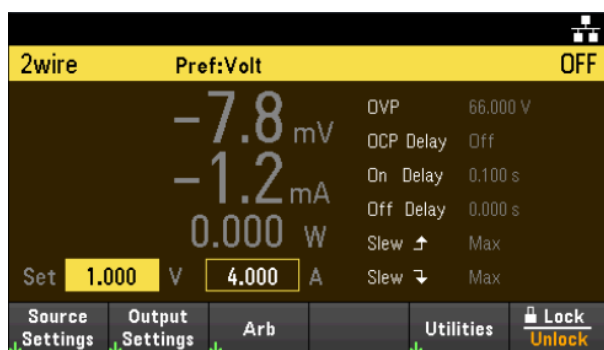 2wire Pref:Volt OFF
−7.8 mV
−1.2 mA
0.000 W
Set 1.000 V 4.000 A
OVP 66.000 V
OCP Delay Off
On Delay 0.100 s
Off Delay 0.000 s
Slew Max
Slew Max
Source Settings
Output Settings
Arb
Utilities
Lock
Unlock